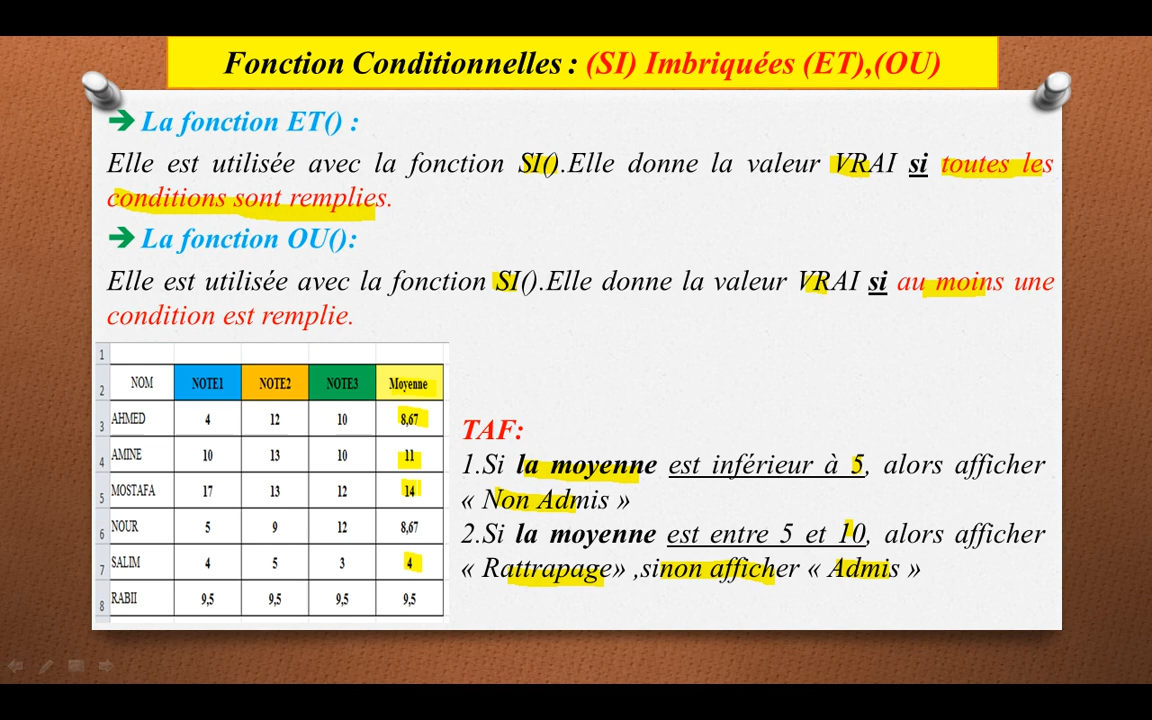 Fonction Conditionnelles : (SI) Imbriquées (ET),(OU)
➔ La fonction ET() :
Elle est utilisée avec la fonction SI().Elle donne la valeur VRAI si toutes les
conditions sont remplies.
➔ La fonction OU():
Elle est utilisée avec la fonction SI().Elle donne la valeur VRAI si au moins une
condition est remplie.
1
2 NOM NOTE1 NOTE2 NOTE3 Moyenne
3 AHMED 4 12 10 8,67
4 AMINE 10 13 10 11
5 MOSTAFA 17 13 12 14
6 NOUR 5 9 12 8,67
7 SALIM 4 5 3 4
8 RABII 9,5 9,5 9,5 9,5
TAF:
1.Si la moyenne est inférieur à 5, alors afficher
« Non Admis »
2.Si la moyenne est entre 5 et 10, alors afficher
« Rattrapage» ,sinon afficher « Admis »